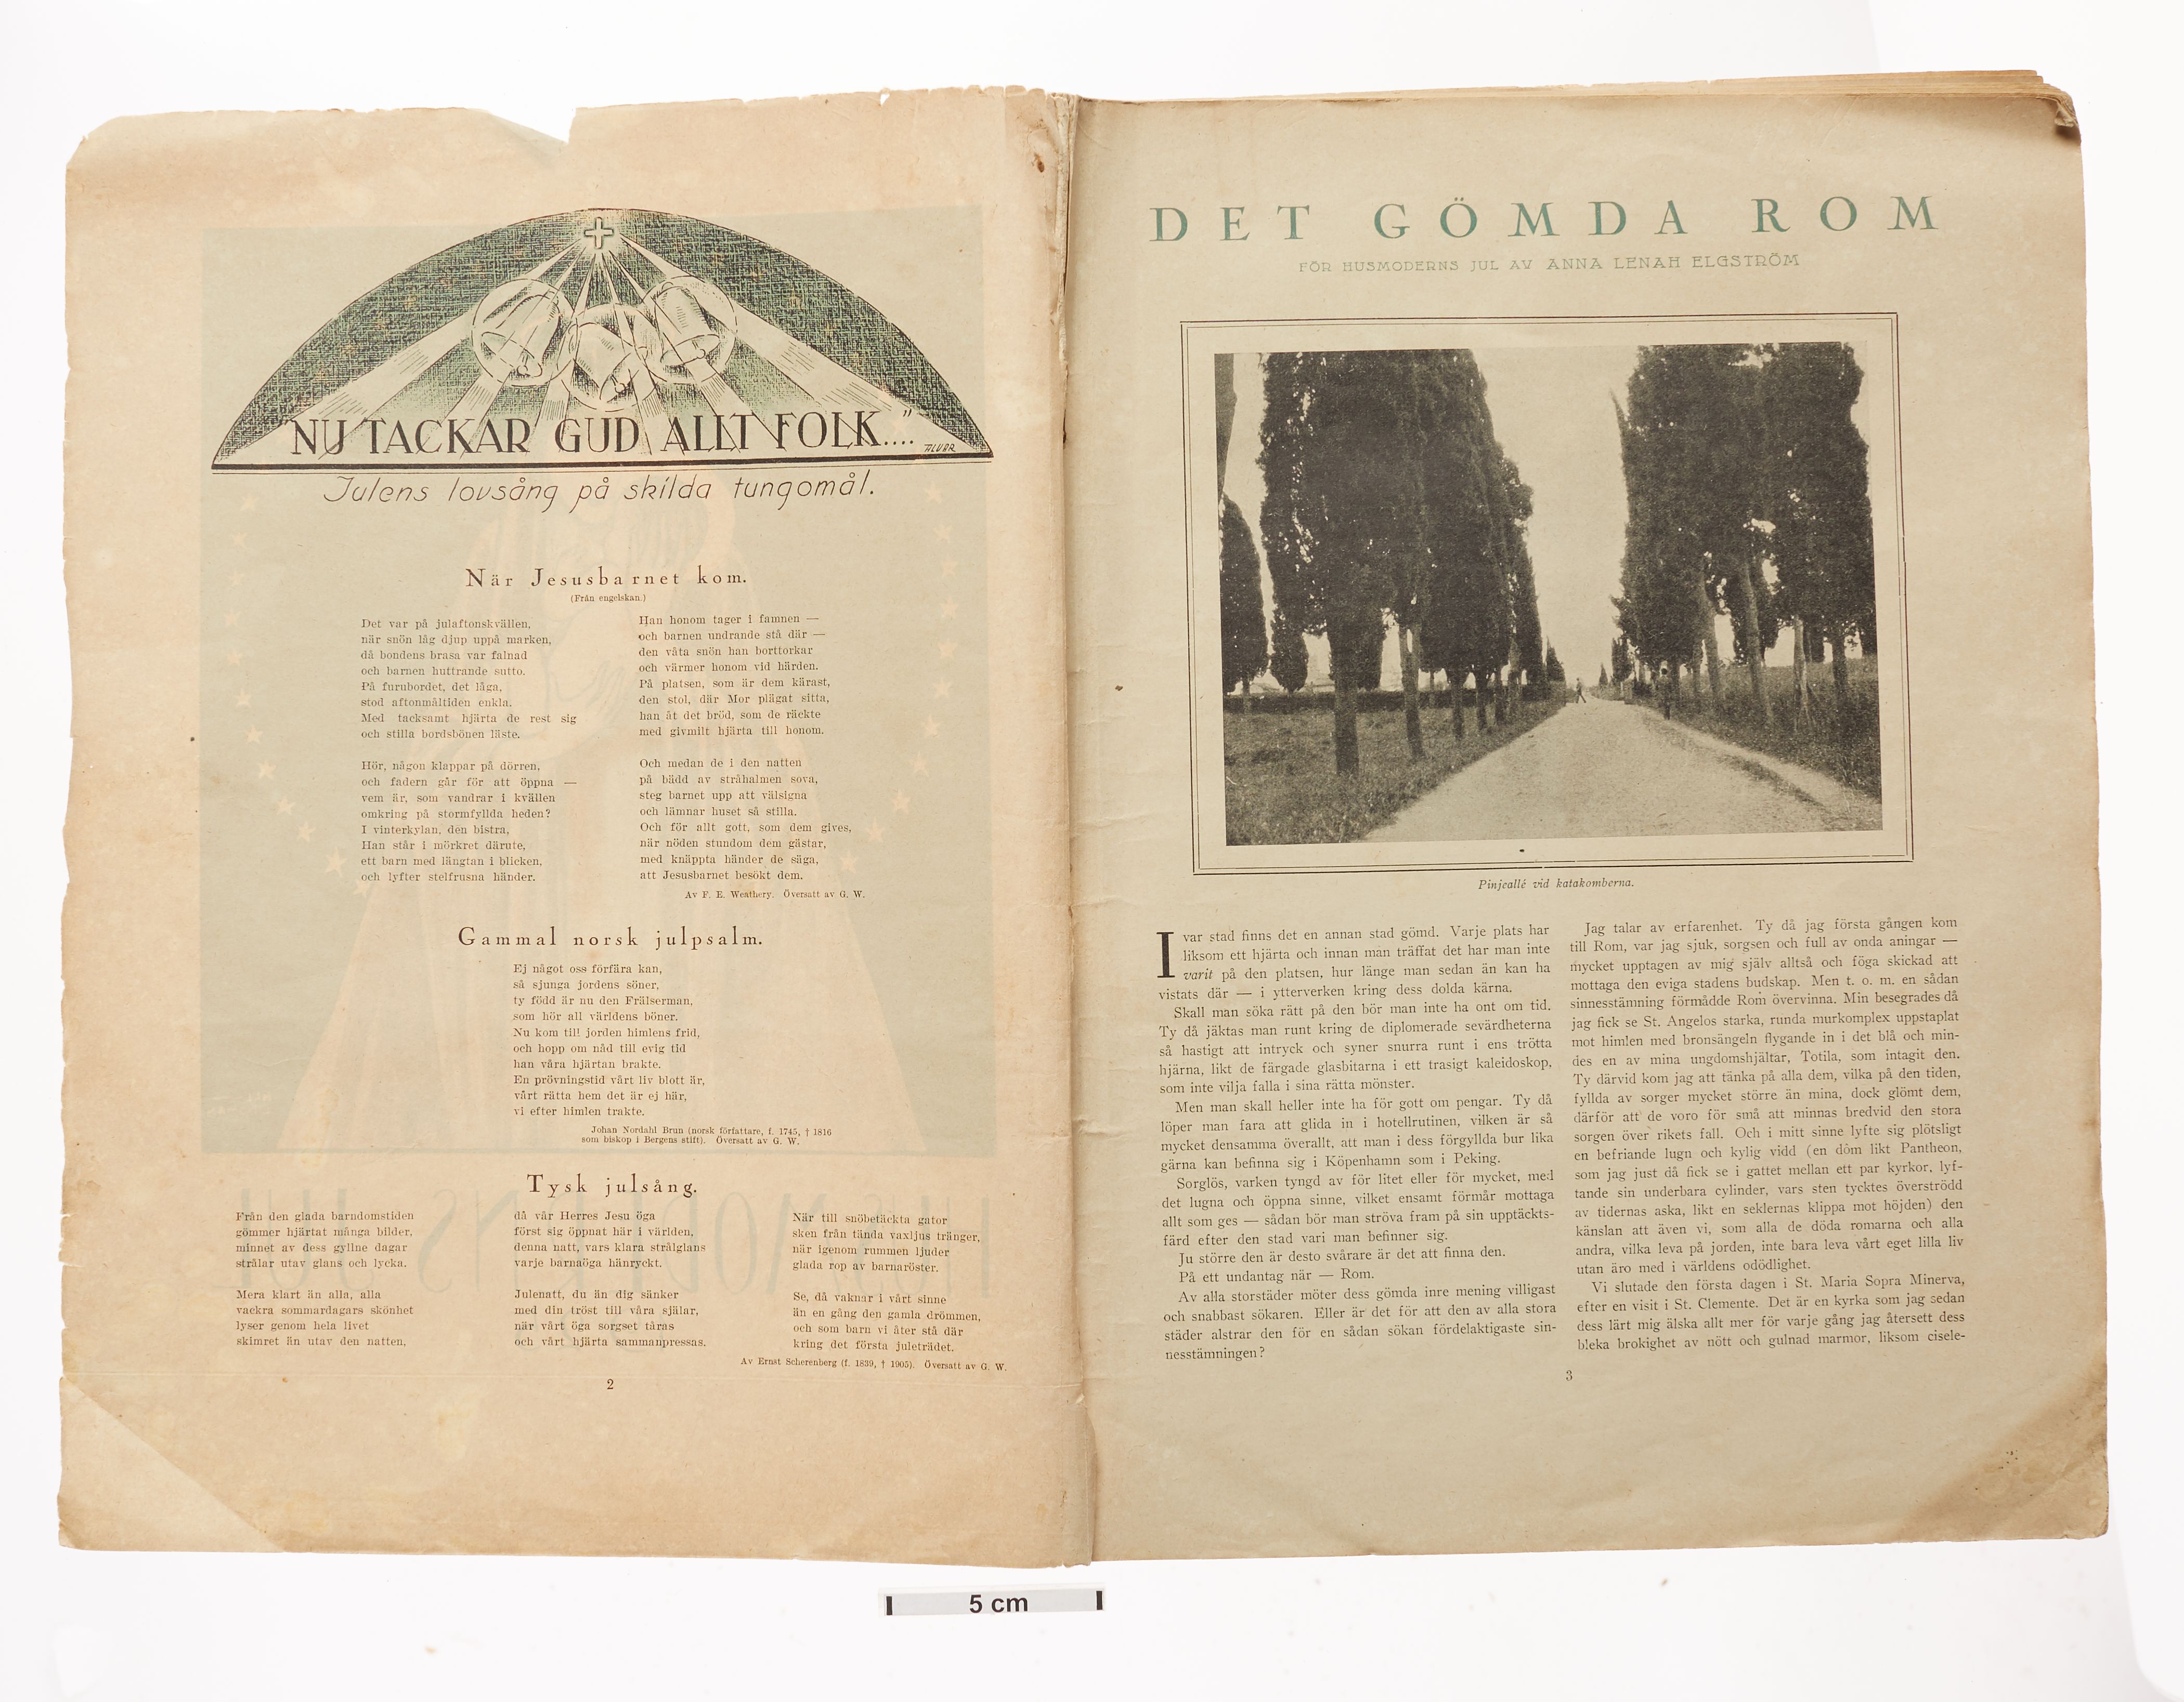 "NU TACKAR GUD ALLT FOLK...."
ALVAR
Julens lovsång på skilda tungomål.
När Jesusbarnet kom.
(Från engelskan.)
Det var på julaftonskvällen,
när snön låg djup uppå marken,
då bondens brasa var falnad
och barnen huttrande sutto.
På furubordet, det låga,
stod aftonmåltiden enkla.
Med tacksamt hjärta de rest sig
och stilla bordsbönen läste.
Hör, någon klappar på dörren,
och fadern går för att öppna —
vem är, som vandrar i kvällen
omkring på stormfyllda heden?
I vinterkylan, den bistra,
Han står i mörkret därute,
ett barn med längtan i blicken,
och lyfter stelfrusna händer.
Han honom tager i famnen —
och barnen undrande stå där —
den våta snön han borttorkar
och värmer honom vid härden.
På platsen, som är dem kärast,
den stol, där Mor plägat sitta,
han åt det bröd, som de räckte
med givmilt hjärta till honom.
Och medan de i den natten
på bädd av stråhalmen sova,
steg barnet upp att välsigna
och lämnar huset så stilla.
Och för allt gott, som dem gives,
när nöden stundom dem gästar,
med knäppta händer de säga,
att Jesusbarnet besökt dem.
Av F. E. Weathery. Översatt av G. W.
Gammal norsk julpsalm.
Ej något oss förfära kan,
så sjunga jordens söner,
ty född är nu den Frälserman,
som hör all världens böner.
Nu kom till jorden himlens frid,
och hopp om nåd till evig tid
han våra hjärtan brakte.
En prövningstid vårt liv blott är,
vårt rätta hem det är ej här,
vi efter himlen trakte.
Johan Nordahl Brun (norsk författare, f. 1745, † 1816
som biskop i Bergens stift). Översatt av G. W.
Tysk julsång.
Från den glada barndomstiden
gömmer hjärtat många bilder,
minnet av dess gyllne dagar
strålar utav glans och lycka.
Mera klart än alla, alla
vackra sommardagars skönhet
lyser genom hela livet
skimret än utav den natten,
då vår Herres Jesu öga
först sig öppnat här i världen,
denna natt, vars klara strålglans
varje barnaöga hänryckt.
Julenatt, du än dig sänker
med din tröst till våra själar,
när vårt öga sorgset tåras
och vårt hjärta sammanpressas.
När till snöbetäckta gator
sken från tända vaxljus tränger,
när igenom rummen ljuder
glada rop av barnaröster.
Se, då vaknar i vårt sinne
än en gång den gamla drömmen,
och som barn vi åter stå där
kring det första juleträdet.
Av Ernst Scherenberg (f. 1839, † 1905). Översatt av G. W.
2
DET GÖMDA ROM
FÖR HUSMODERNS JUL AV ANNA LENAH ELGSTRÖM
Pinjeallé vid katakomberna.
I var stad finns det en annan stad gömd. Varje plats har
liksom ett hjärta och innan man träffat det har man inte
varit på den platsen, hur länge man sedan än kan ha
vistats där — i ytterverken kring dess dolda kärna.
Skall man söka rätt på den bör man inte ha ont om tid.
Ty då jäktas man runt kring de diplomerade sevärdheterna
så hastigt att intryck och syner snurra runt i ens trötta
hjärna, likt de färgade glasbitarna i ett trasigt kaleidoskop,
som inte vilja falla i sina rätta mönster.
Men man skall heller inte ha för gott om pengar. Ty då
löper man fara att glida in i hotellrutinen, vilken är så
mycket densamma överallt, att man i dess förgyllda bur lika
gärna kan befinna sig i Köpenhamn som i Peking.
Sorglös, varken tyngd av för litet eller för mycket, med
det lugna och öppna sinne, vilket ensamt förmår mottaga
allt som ges — sådan bör man ströva fram på sin upptäckts-
färd efter den stad vari man befinner sig.
Ju större den är desto svårare är det att finna den.
På ett undantag när — Rom.
Av alla storstäder möter dess gömda inre mening villigast
och snabbast sökaren. Eller är det för att den av alla stora
städer alstrar den för en sådan sökan fördelaktigaste sin-
nesstämningen?
Jag talar av erfarenhet. Ty då jag första gången kom
till Rom, var jag sjuk, sorgsen och full av onda aningar —
mycket upptagen av mig själv alltså och föga skickad att
mottaga den eviga stadens budskap. Men t. o. m. en sådan
sinnesstämning förmådde Rom övervinna. Min besegrades då
jag fick se St. Angelos starka, runda murkomplex uppstaplat
mot himlen med bronsängeln flygande in i det blå och min-
des en av mina ungdomshjältar, Totila, som intagit den.
Ty därvid kom jag att tänka på alla dem, vilka på den tiden,
fyllda av sorger mycket större än mina, dock glömt dem,
därför att de voro för små att minnas bredvid den stora
sorgen över rikets fall. Och i mitt sinne lyfte sig plötsligt
en befriande lugn och kylig vidd (en dôm likt Pantheon,
som jag just då fick se i gattet mellan ett par kyrkor, lyf-
tande sin underbara cylinder, vars sten tycktes överströdd
av tidernas aska, likt en seklernas klippa mot höjden) den
känslan att även vi, som alla de döda romarna och alla
andra, vilka leva på jorden, inte bara leva vårt eget lilla liv
utan äro med i världens odödlighet.
Vi slutade den första dagen i St. Maria Sopra Minerva,
efter en visit i St. Clemente. Det är en kyrka som jag sedan
dess lärt mig älska allt mer för varje gång jag återsett dess
bleka brokighet av nött och gulnad marmor, liksom cisele-
3
5 cm